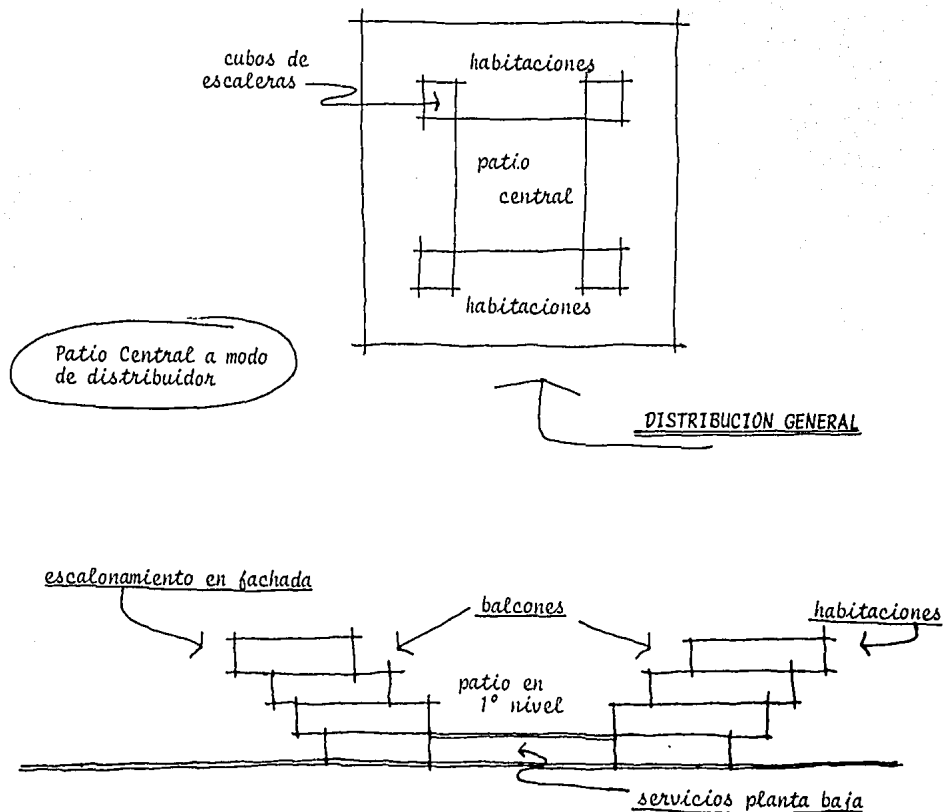 cubos de
escaleras
habitaciones
patio
central
habitaciones
Patio Central a modo
de distribuidor
DISTRIBUCION GENERAL
escalonamiento en fachada
balcones
habitaciones
patio en
1° nivel
servicios planta baja